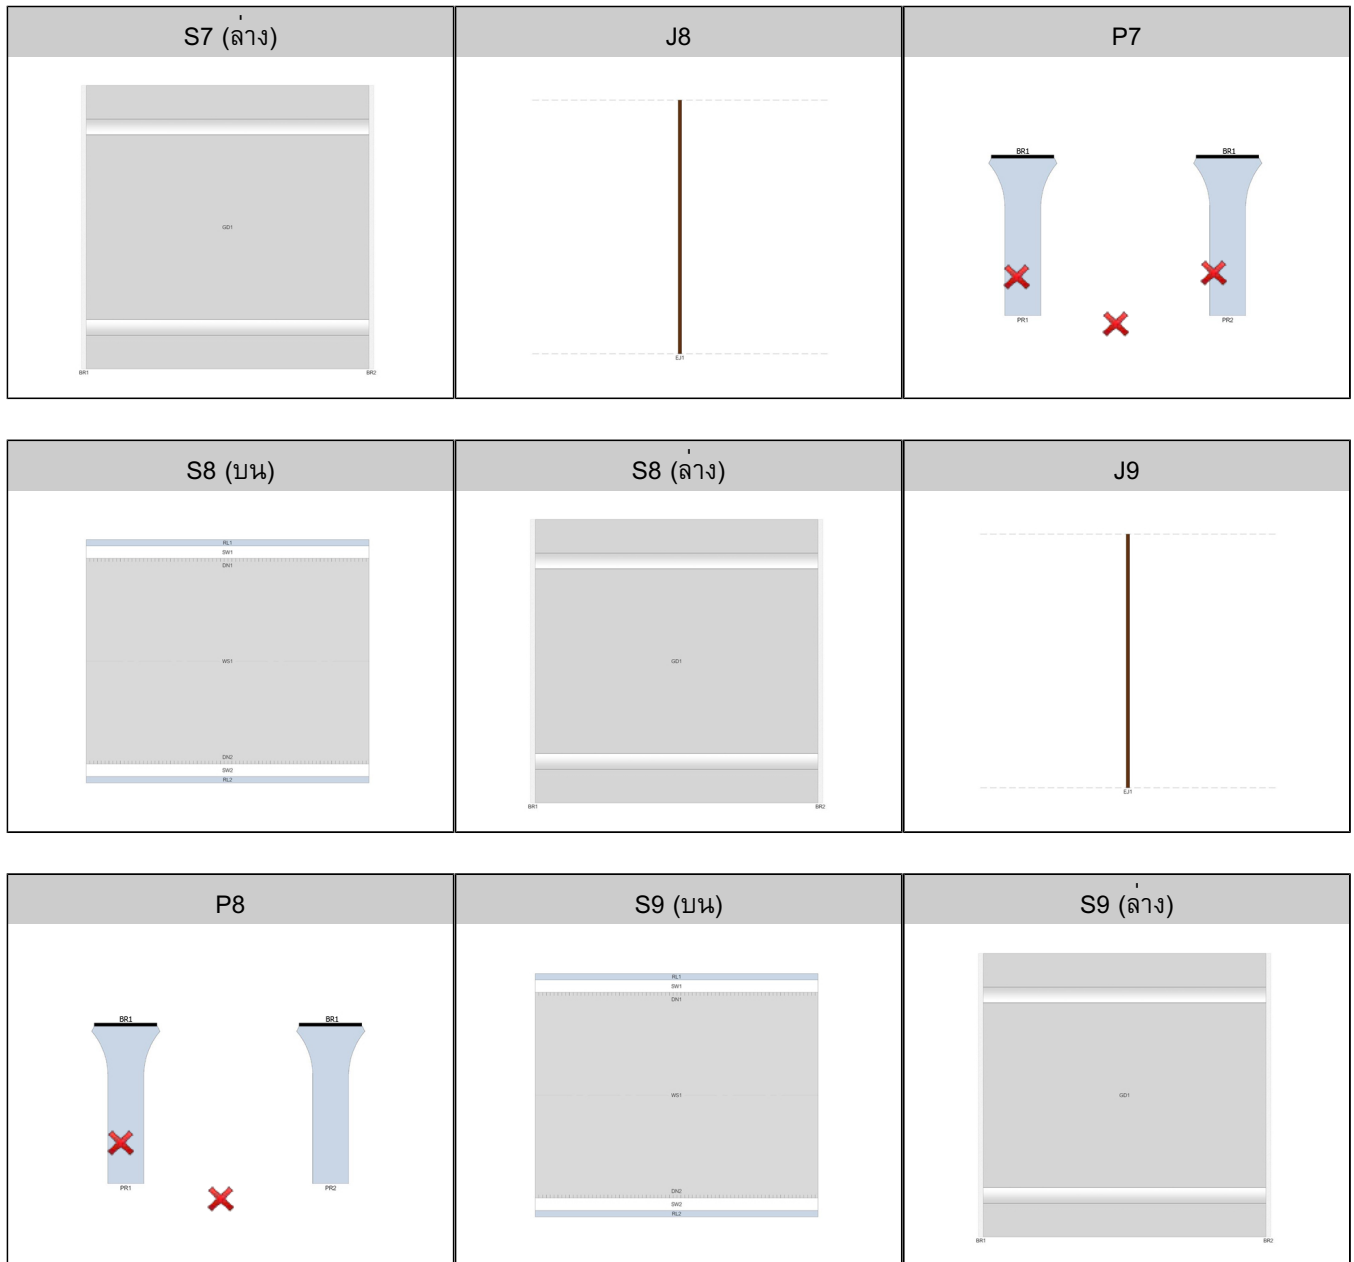 S7 (ล่าง)
J8
P7
GD1
BR1
BR2
EJ1
BR1
BR1
PR1
PR2
S8 (บน)
S8 (ล่าง)
J9
RL1
SW1
DN1
WS1
DN2
SW2
RL2
GD1
BR1
BR2
EJ1
P8
S9 (บน)
S9 (ล่าง)
BR1
BR1
PR1
PR2
RL1
SW1
DN1
WS1
DN2
SW2
RL2
GD1
BR1
BR2